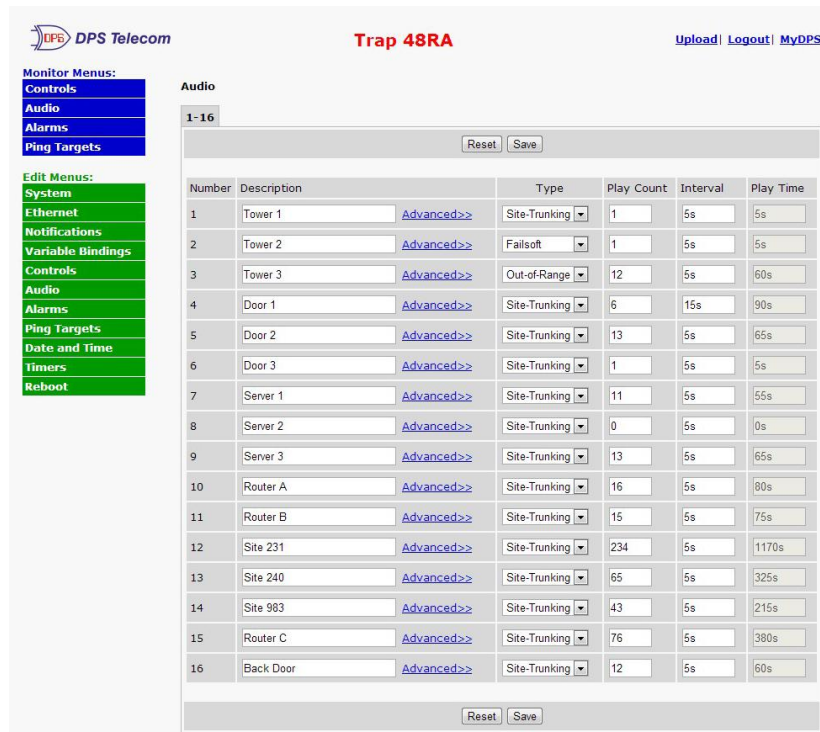 DPS DPS Telecom
Trap 48RA
Upload| Logout| MyDPS
Monitor Menus:
Controls
Audio
Alarms
Ping Targets
Edit Menus:
System
Ethernet
Notifications
Variable Bindings
Controls
Audio
Alarms
Ping Targets
Date and Time
Timers
Reboot
Audio
1-16
Reset Save
Number Description Type Play Count Interval Play Time
1 Tower 1 Advanced>> Site-Trunking 1 5s 5s
2 Tower 2 Advanced>> Failsoft 1 5s 5s
3 Tower 3 Advanced>> Out-of-Range 12 5s 60s
4 Door 1 Advanced>> Site-Trunking 6 15s 90s
5 Door 2 Advanced>> Site-Trunking 13 5s 65s
6 Door 3 Advanced>> Site-Trunking 1 5s 5s
7 Server 1 Advanced>> Site-Trunking 11 5s 55s
8 Server 2 Advanced>> Site-Trunking 0 5s 0s
9 Server 3 Advanced>> Site-Trunking 13 5s 65s
10 Router A Advanced>> Site-Trunking 16 5s 80s
11 Router B Advanced>> Site-Trunking 15 5s 75s
12 Site 231 Advanced>> Site-Trunking 234 5s 1170s
13 Site 240 Advanced>> Site-Trunking 65 5s 325s
14 Site 983 Advanced>> Site-Trunking 43 5s 215s
15 Router C Advanced>> Site-Trunking 76 5s 380s
16 Back Door Advanced>> Site-Trunking 12 5s 60s
Reset Save